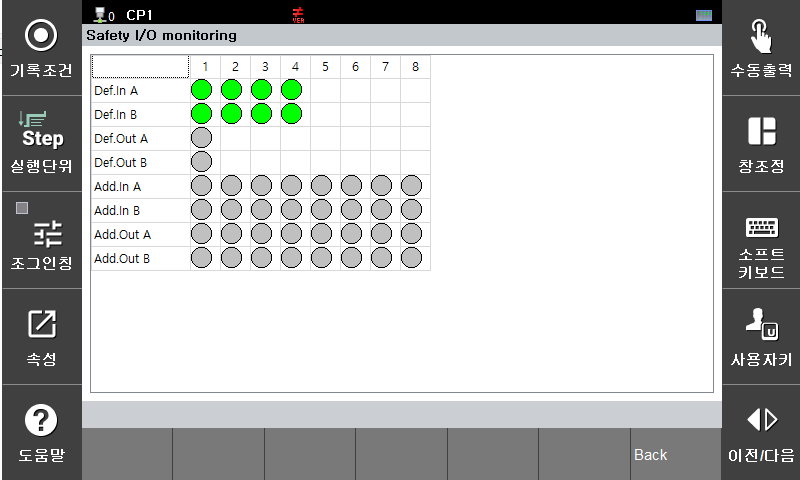 0 CP1
VER
Safety I/O monitoring
기록조건
Step
실행단위
조그인칭
속성
도움말
1 2 3 4 5 6 7 8
Def.In A
Def.In B
Def.Out A
Def.Out B
Add.In A
Add.In B
Add.Out A
Add.Out B
수동출력
창조정
소프트
키보드
U
사용자키
이전/다음
Back